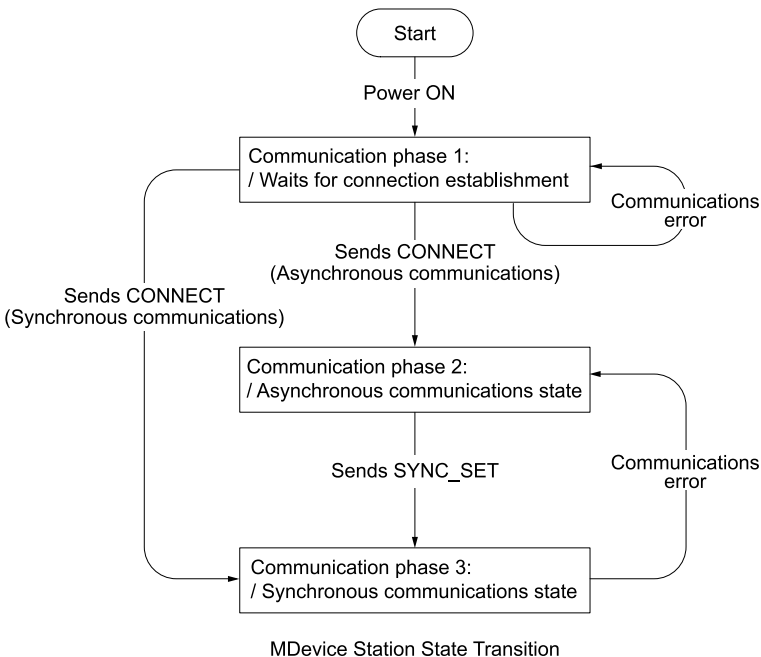 Start
Power ON
Communication phase 1:
/ Waits for connection establishment
Communications
error
Sends CONNECT
(Asynchronous communications)
Sends CONNECT
(Synchronous communications)
Communication phase 2:
/ Asynchronous communications state
Sends SYNC_SET
Communications
error
Communication phase 3:
/ Synchronous communications state
MDevice Station State Transition